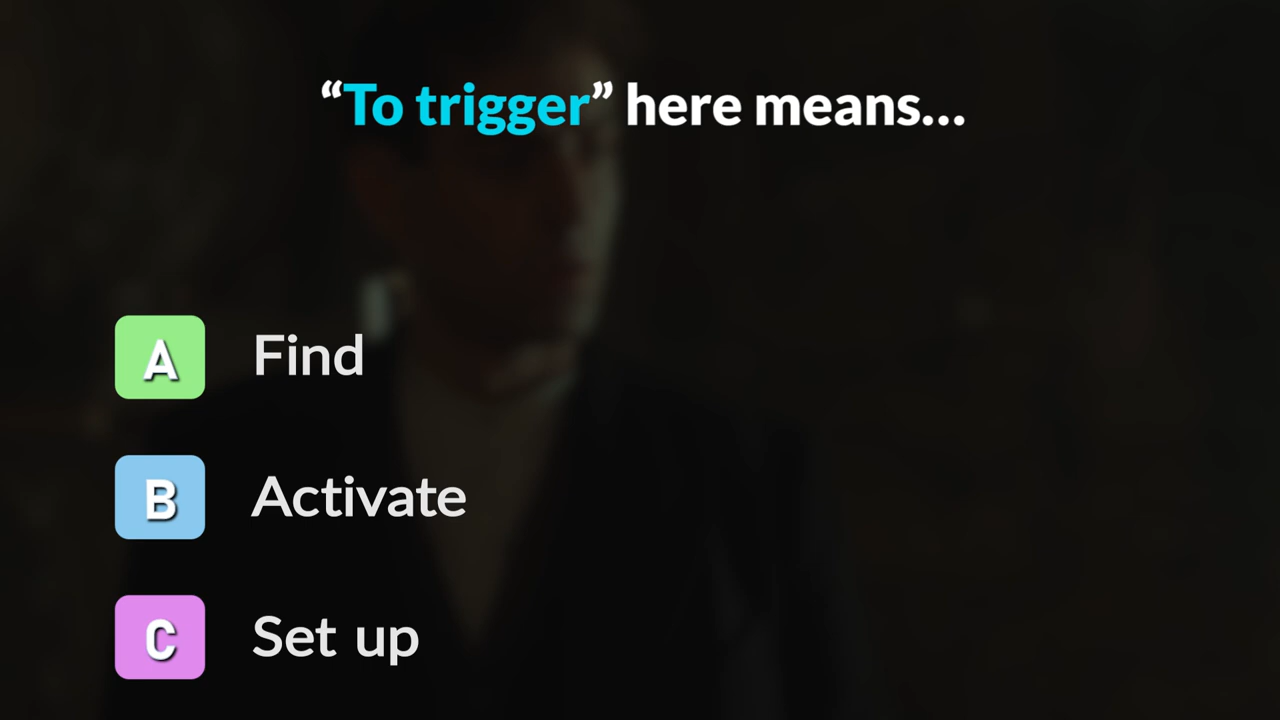 “To trigger” here means...
A Find
B Activate
C Set up